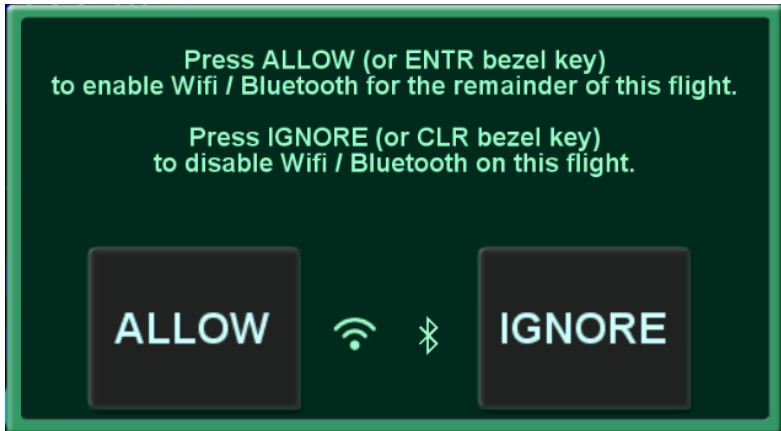 Press ALLOW (or ENTR bezel key)
to enable Wifi / Bluetooth for the remainder of this flight.
Press IGNORE (or CLR bezel key)
to disable Wifi / Bluetooth on this flight.
ALLOW
IGNORE